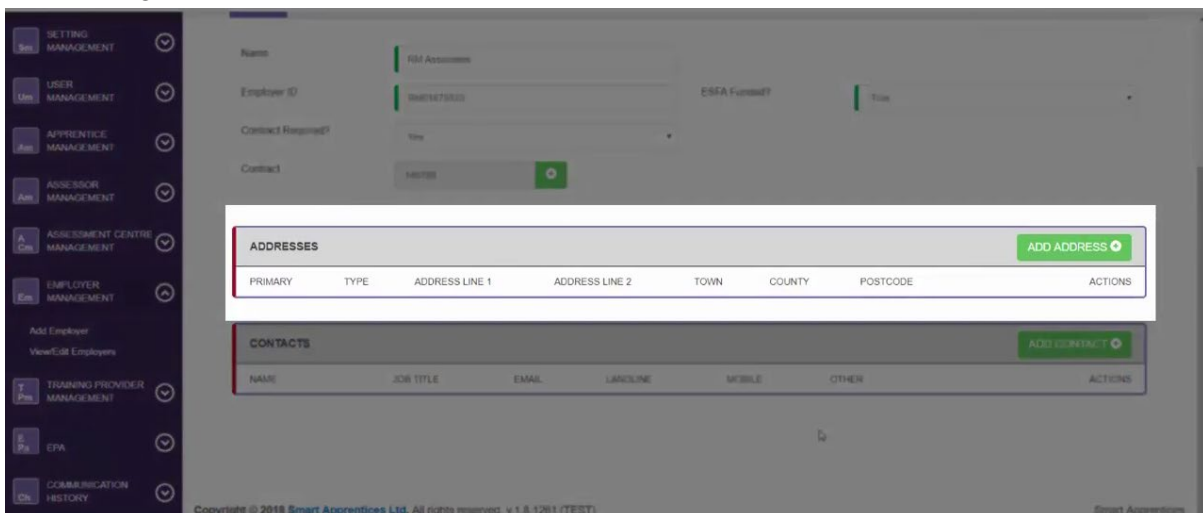 SETTING
Sm MANAGEMENT
USER
Um MANAGEMENT
APPRENTICE
Am MANAGEMENT
ASSESSOR
Am MANAGEMENT
A ASSESSMENT CENTRE
Cm MANAGEMENT
EMPLOYER
Em MANAGEMENT
Add Employer
View/Edit Employers
T TRAINING PROVIDER
Pm MANAGEMENT
E
Pa EPA
COMMUNICATION
Ch HISTORY
Name
Employer ID
ESFA Funded?
Contract Required?
Yes
Contract
ADDRESSES ADD ADDRESS
PRIMARY TYPE ADDRESS LINE 1 ADDRESS LINE 2 TOWN COUNTY POSTCODE ACTIONS
CONTACTS ADD CONTACT
NAME JOB TITLE EMAIL LANDLINE MOBILE OTHER ACTIONS
Copyright © 2018 Smart Apprentices Ltd. All rights reserved. v.1.8.1261 (TEST) Smart Apprentices